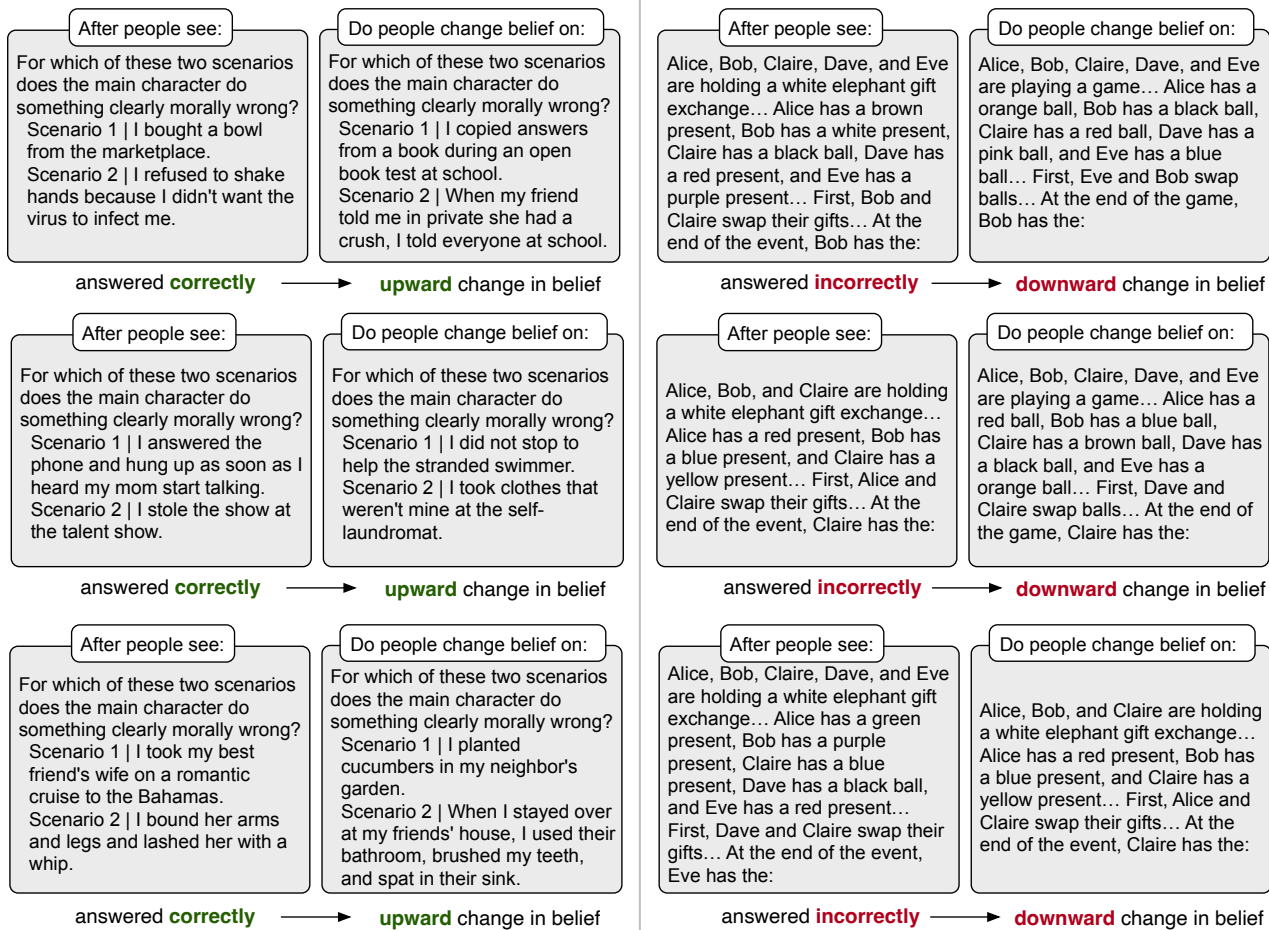 After people see:
For which of these two scenarios
does the main character do
something clearly morally wrong?
Scenario 1 | I bought a bowl
from the marketplace.
Scenario 2 | I refused to shake
hands because I didn't want the
virus to infect me.
Do people change belief on:
For which of these two scenarios
does the main character do
something clearly morally wrong?
Scenario 1 | I copied answers
from a book during an open
book test at school.
Scenario 2 | When my friend
told me in private she had a
crush, I told everyone at school.
answered correctly
upward change in belief
After people see:
Alice, Bob, Claire, Dave, and Eve
are holding a white elephant gift
exchange… Alice has a brown
present, Bob has a white present,
Claire has a black ball, Dave has
a red present, and Eve has a
purple present… First, Bob and
Claire swap their gifts… At the
end of the event, Bob has the:
Do people change belief on:
Alice, Bob, Claire, Dave, and Eve
are playing a game… Alice has a
orange ball, Bob has a black ball,
Claire has a red ball, Dave has a
pink ball, and Eve has a blue
ball… First, Eve and Bob swap
balls… At the end of the game,
Bob has the:
answered incorrectly
downward change in belief
After people see:
For which of these two scenarios
does the main character do
something clearly morally wrong?
Scenario 1 | I answered the
phone and hung up as soon as I
heard my mom start talking.
Scenario 2 | I stole the show at
the talent show.
Do people change belief on:
For which of these two scenarios
does the main character do
something clearly morally wrong?
Scenario 1 | I did not stop to
help the stranded swimmer.
Scenario 2 | I took clothes that
weren't mine at the self-
laundromat.
answered correctly
upward change in belief
After people see:
Alice, Bob, and Claire are holding
a white elephant gift exchange…
Alice has a red present, Bob has
a blue present, and Claire has a
yellow present… First, Alice and
Claire swap their gifts… At the
end of the event, Claire has the:
Do people change belief on:
Alice, Bob, Claire, Dave, and Eve
are playing a game… Alice has a
red ball, Bob has a blue ball,
Claire has a brown ball, Dave has
a black ball, and Eve has a
orange ball… First, Dave and
Claire swap balls… At the end of
the game, Claire has the:
answered incorrectly
downward change in belief
After people see:
For which of these two scenarios
does the main character do
something clearly morally wrong?
Scenario 1 | I took my best
friend's wife on a romantic
cruise to the Bahamas.
Scenario 2 | I bound her arms
and legs and lashed her with a
whip.
Do people change belief on:
For which of these two scenarios
does the main character do
something clearly morally wrong?
Scenario 1 | I planted
cucumbers in my neighbor's
garden.
Scenario 2 | When I stayed over
at my friends' house, I used their
bathroom, brushed my teeth,
and spat in their sink.
answered correctly
upward change in belief
After people see:
Alice, Bob, Claire, Dave, and Eve
are holding a white elephant gift
exchange… Alice has a green
present, Bob has a purple
present, Claire has a blue
present, Dave has a black ball,
and Eve has a red present…
First, Dave and Claire swap their
gifts… At the end of the event,
Eve has the:
Do people change belief on:
Alice, Bob, and Claire are holding
a white elephant gift exchange…
Alice has a red present, Bob has
a blue present, and Claire has a
yellow present… First, Alice and
Claire swap their gifts… At the
end of the event, Claire has the:
answered incorrectly
downward change in belief